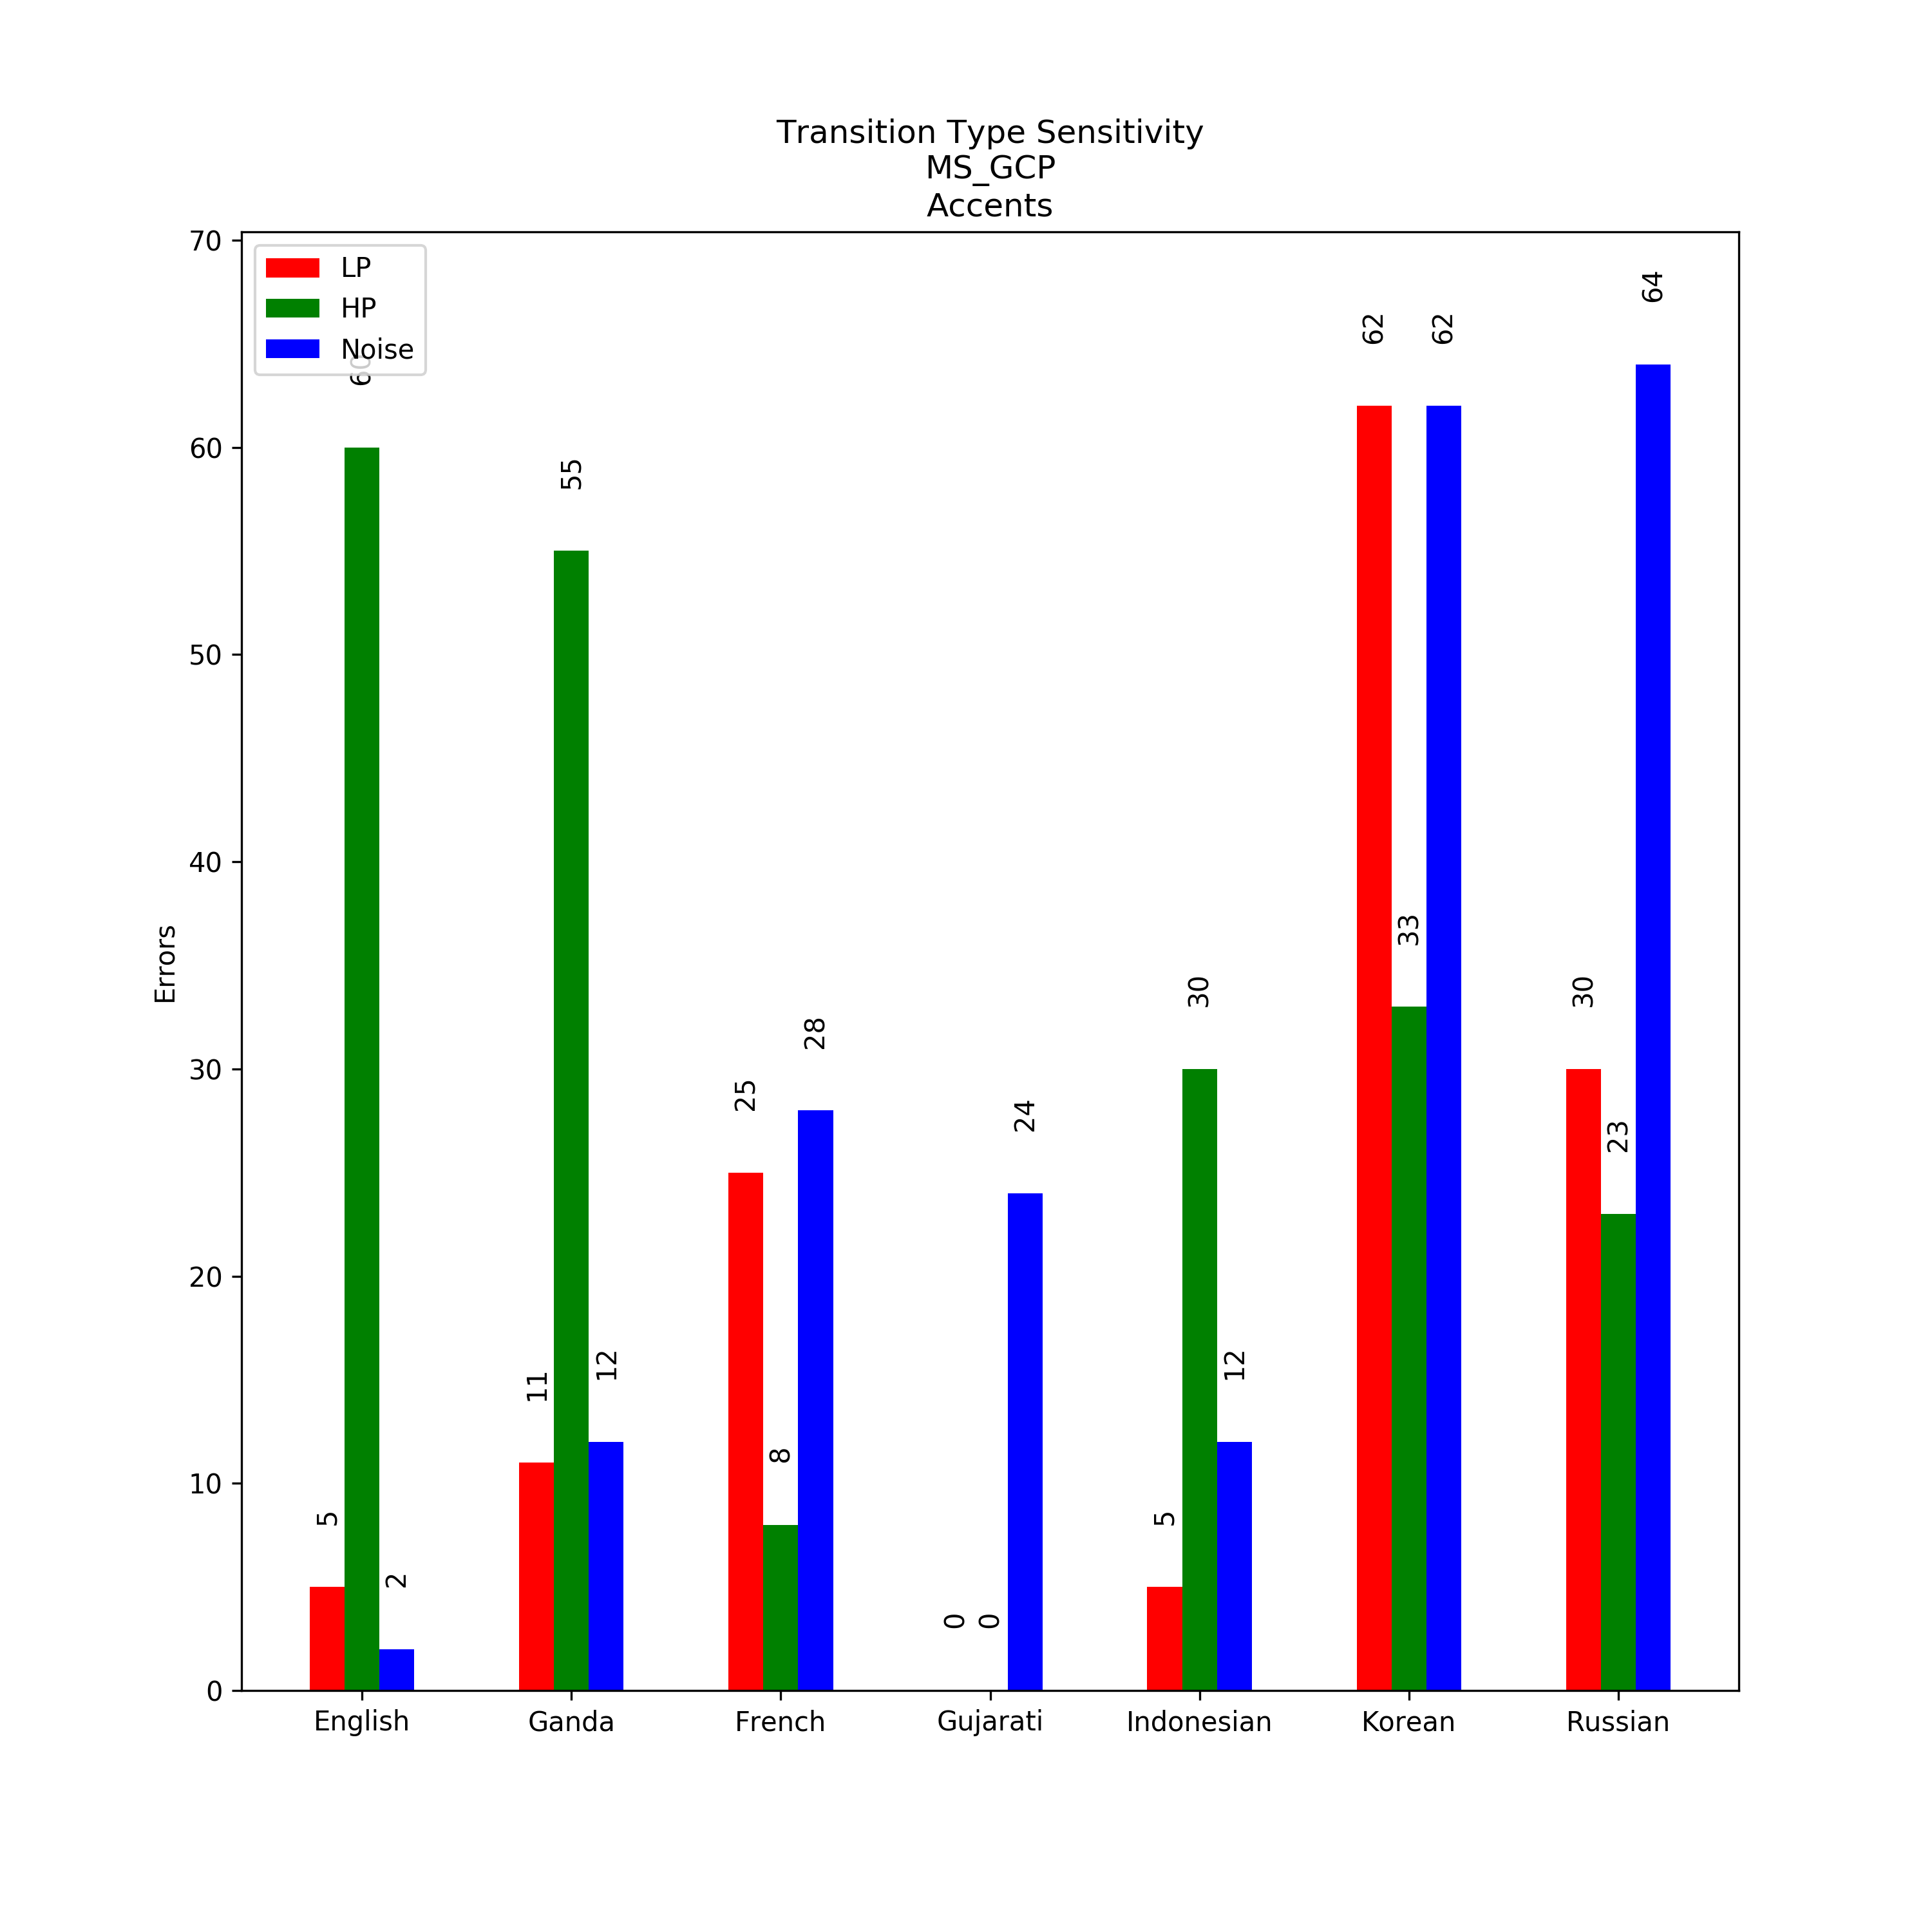 Transition Type Sensitivity
MS_GCP
Accents
70
60
50
40
30
20
10
0
Errors
LP
HP
Noise
60
5
2
11
55
12
25
8
28
0
0
24
5
30
12
62
33
62
30
23
64
English
Ganda
French
Gujarati
Indonesian
Korean
Russian